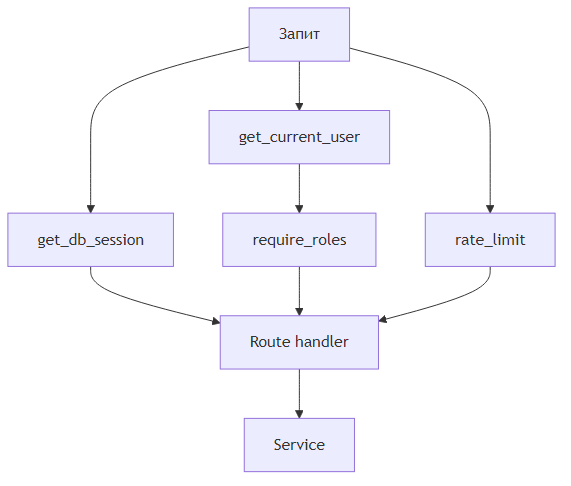 Запит
get_current_user
get_db_session
require_roles
rate_limit
Route handler
Service